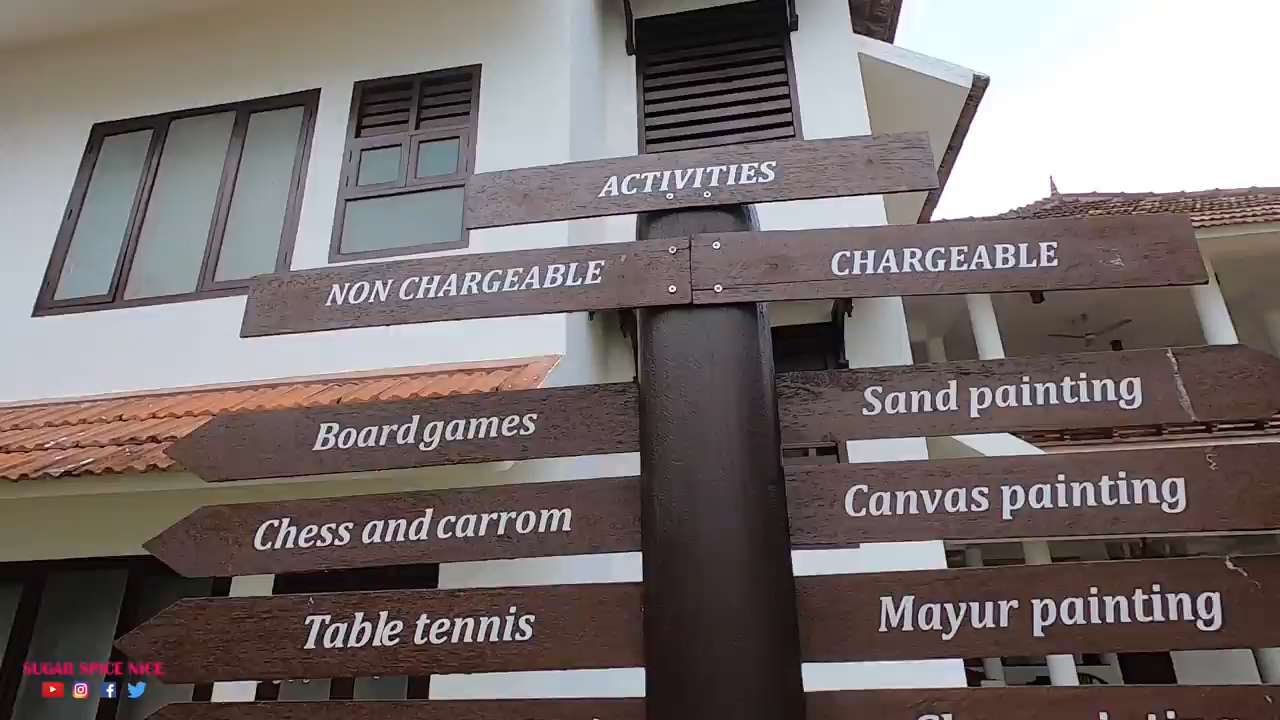 ACTIVITIES
NON CHARGEABLE
CHARGEABLE
Board games
Sand painting
Chess and carrom
Canvas painting
Table tennis
Mayur painting
SUGAR SPICE NICE